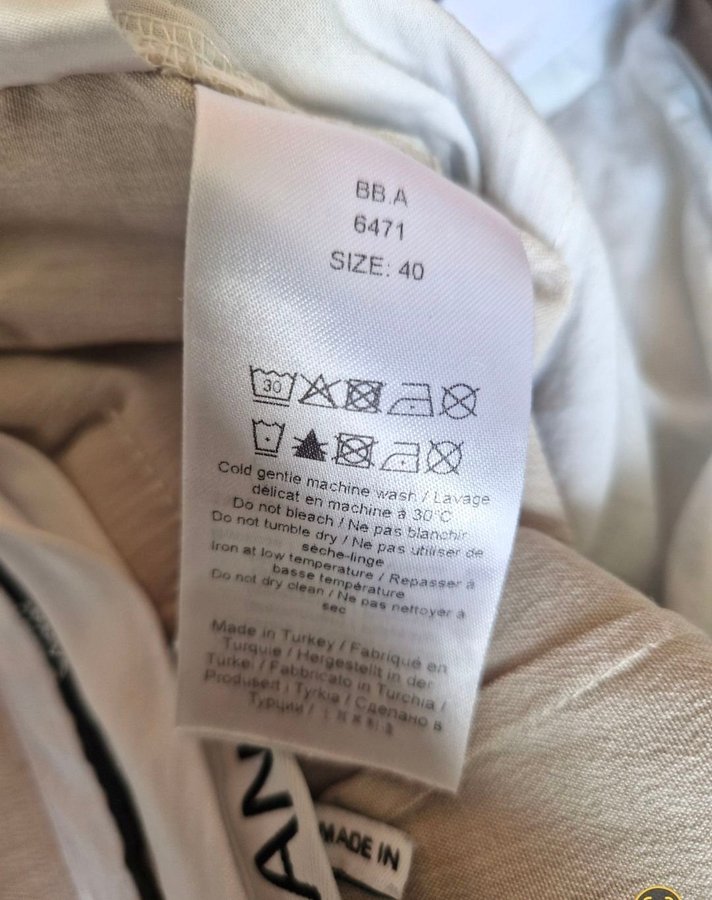 BB.A
6471
SIZE: 40
30
Cold gentle machine wash / Lavage
délicat en machine à 30°C
Do not bleach / Ne pas blanchir
Do not tumble dry / Ne pas utiliser de
sèche-linge
Iron at low temperature / Repasser à
basse température
Do not dry clean / Ne pas nettoyer à
sec
Made in Turkey / Fabriqué en
Turquie / Hergestellt in der
Türkei / Fabbricato in Turchia /
Produsert i Tyrkia / Сделано в
Турции /
AN
MADE IN